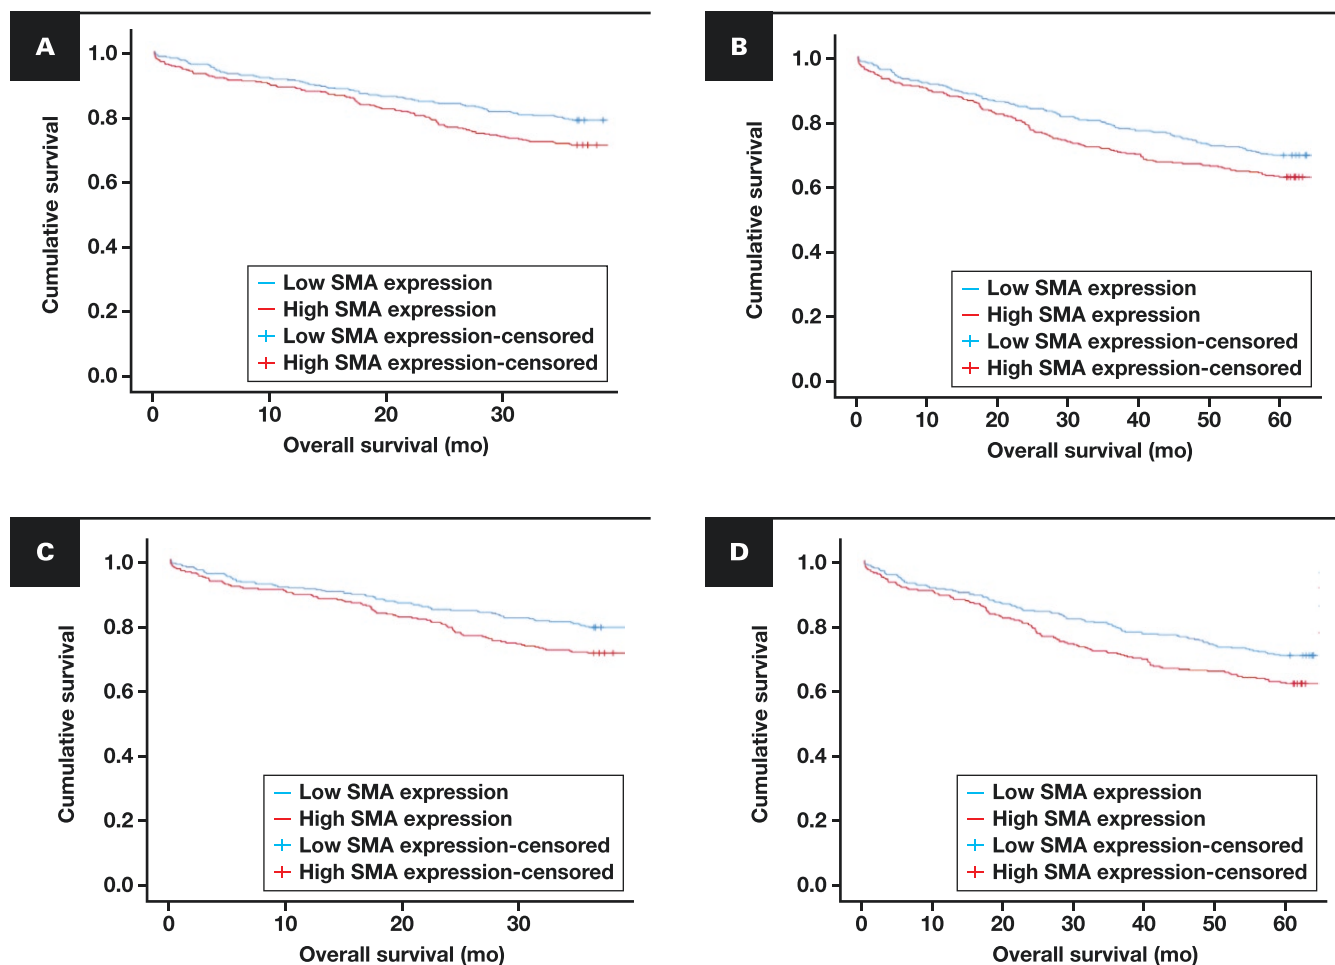 A
Cumulative survival
1.0
0.8
0.6
0.4
0.2
0.0
Low SMA expression
High SMA expression
Low SMA expression-censored
High SMA expression-censored
0 10 20 30
Overall survival (mo)
B
Cumulative survival
1.0
0.8
0.6
0.4
0.2
0.0
Low SMA expression
High SMA expression
Low SMA expression-censored
High SMA expression-censored
0 10 20 30 40 50 60
Overall survival (mo)
C
Cumulative survival
1.0
0.8
0.6
0.4
0.2
0.0
Low SMA expression
High SMA expression
Low SMA expression-censored
High SMA expression-censored
0 10 20 30
Overall survival (mo)
D
Cumulative survival
1.0
0.8
0.6
0.4
0.2
0.0
Low SMA expression
High SMA expression
Low SMA expression-censored
High SMA expression-censored
0 10 20 30 40 50 60
Overall survival (mo)